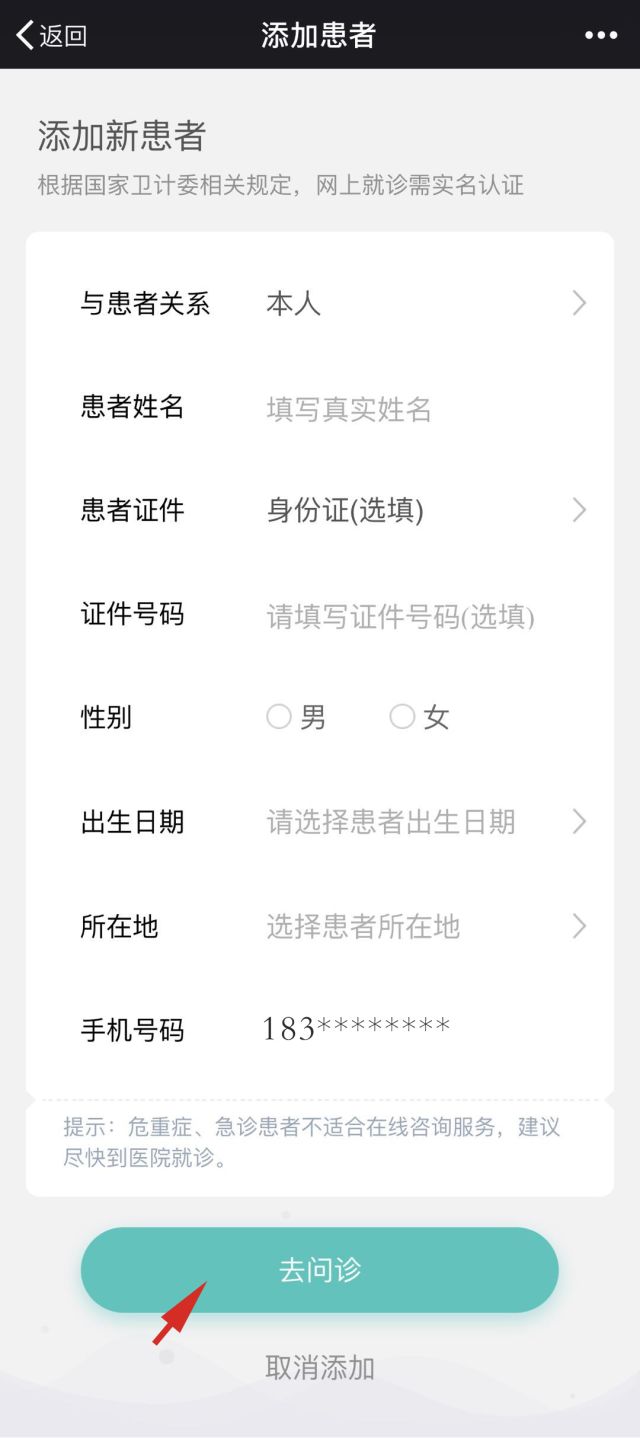 返回 添加患者
添加新患者
根据国家卫计委相关规定，网上就诊需实名认证
与患者关系 本人
患者姓名 填写真实姓名
患者证件 身份证(选填)
证件号码 请填写证件号码(选填)
性别 男 女
出生日期 请选择患者出生日期
所在地 选择患者所在地
手机号码 183********
提示：危重症、急诊患者不适合在线咨询服务，建议
尽快到医院就诊。
去问诊
取消添加